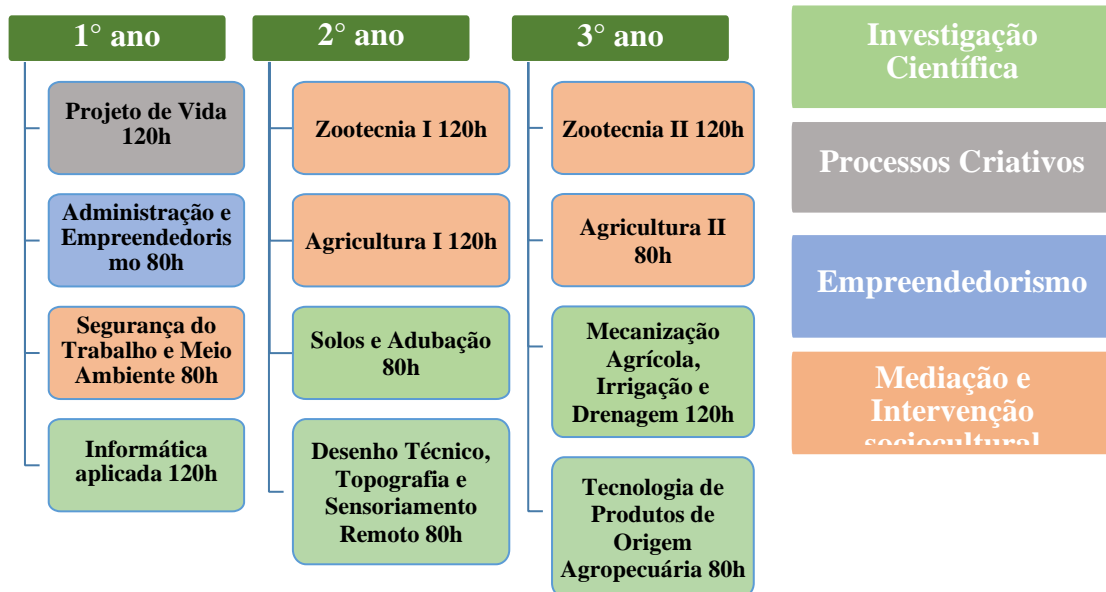 1° ano
Projeto de Vida
120h
Administração e
Empreendedoris
mo 80h
Segurança do
Trabalho e Meio
Ambiente 80h
Informática
aplicada 120h
2° ano
Zootecnia I 120h
Agricultura I 120h
Solos e Adubação
80h
Desenho Técnico,
Topografia e
Sensoriamento
Remoto 80h
3° ano
Zootecnia II 120h
Agricultura II
80h
Mecanização
Agrícola,
Irrigação e
Drenagem 120h
Tecnologia de
Produtos de
Origem
Agropecuária 80h
Investigação
Científica
Processos Criativos
Empreendedorismo
Mediação e
Intervenção
sociocultural